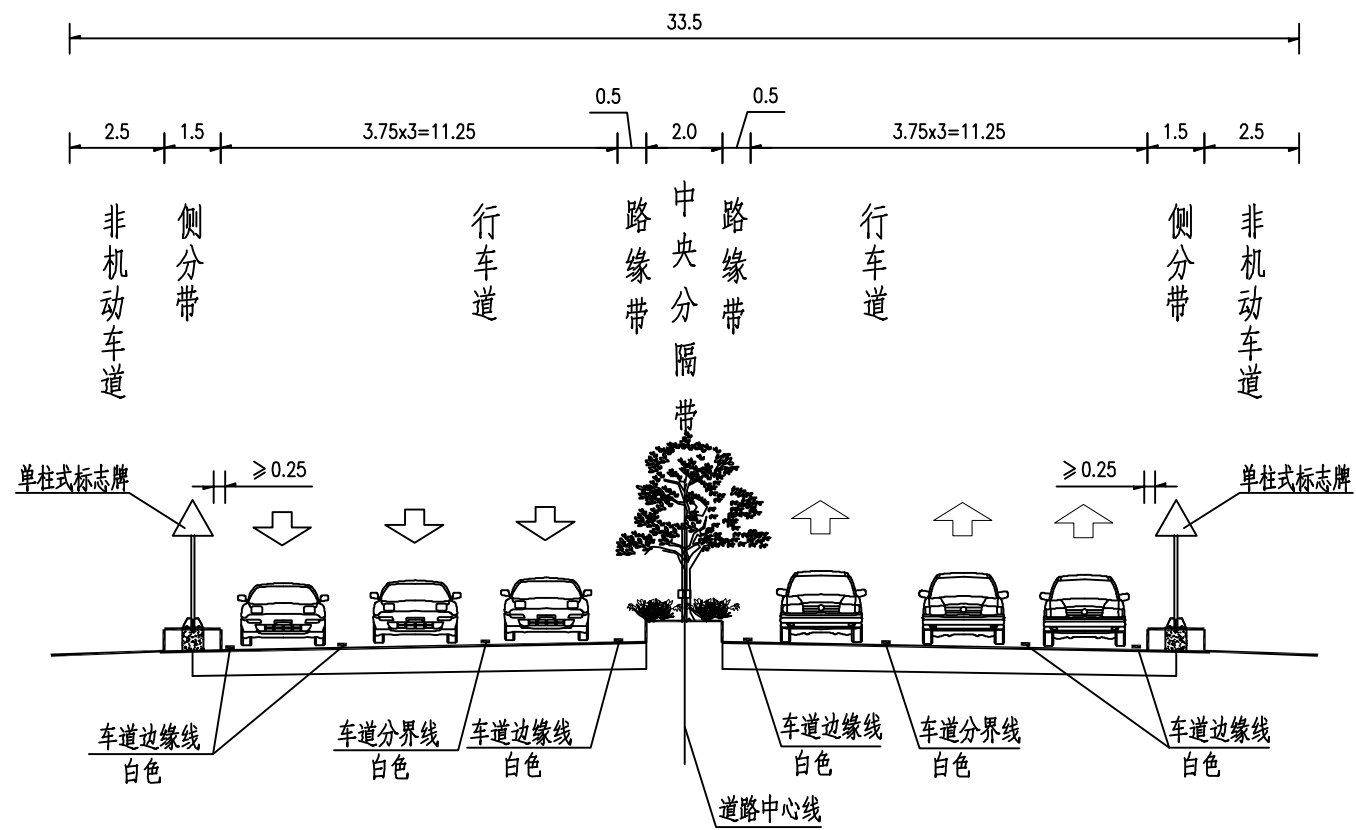 33.5
0.5
0.5
2.5
1.5
3.75x3=11.25
2.0
3.75x3=11.25
1.5
2.5
非机动车道
侧分带
行车道
路缘带
中央分隔带
路缘带
行车道
侧分带
非机动车道
单柱式标志牌
≥0.25
≥0.25
单柱式标志牌
车道边缘线
白色
车道分界线
白色
车道边缘线
白色
车道边缘线
白色
车道分界线
白色
车道边缘线
白色
道路中心线